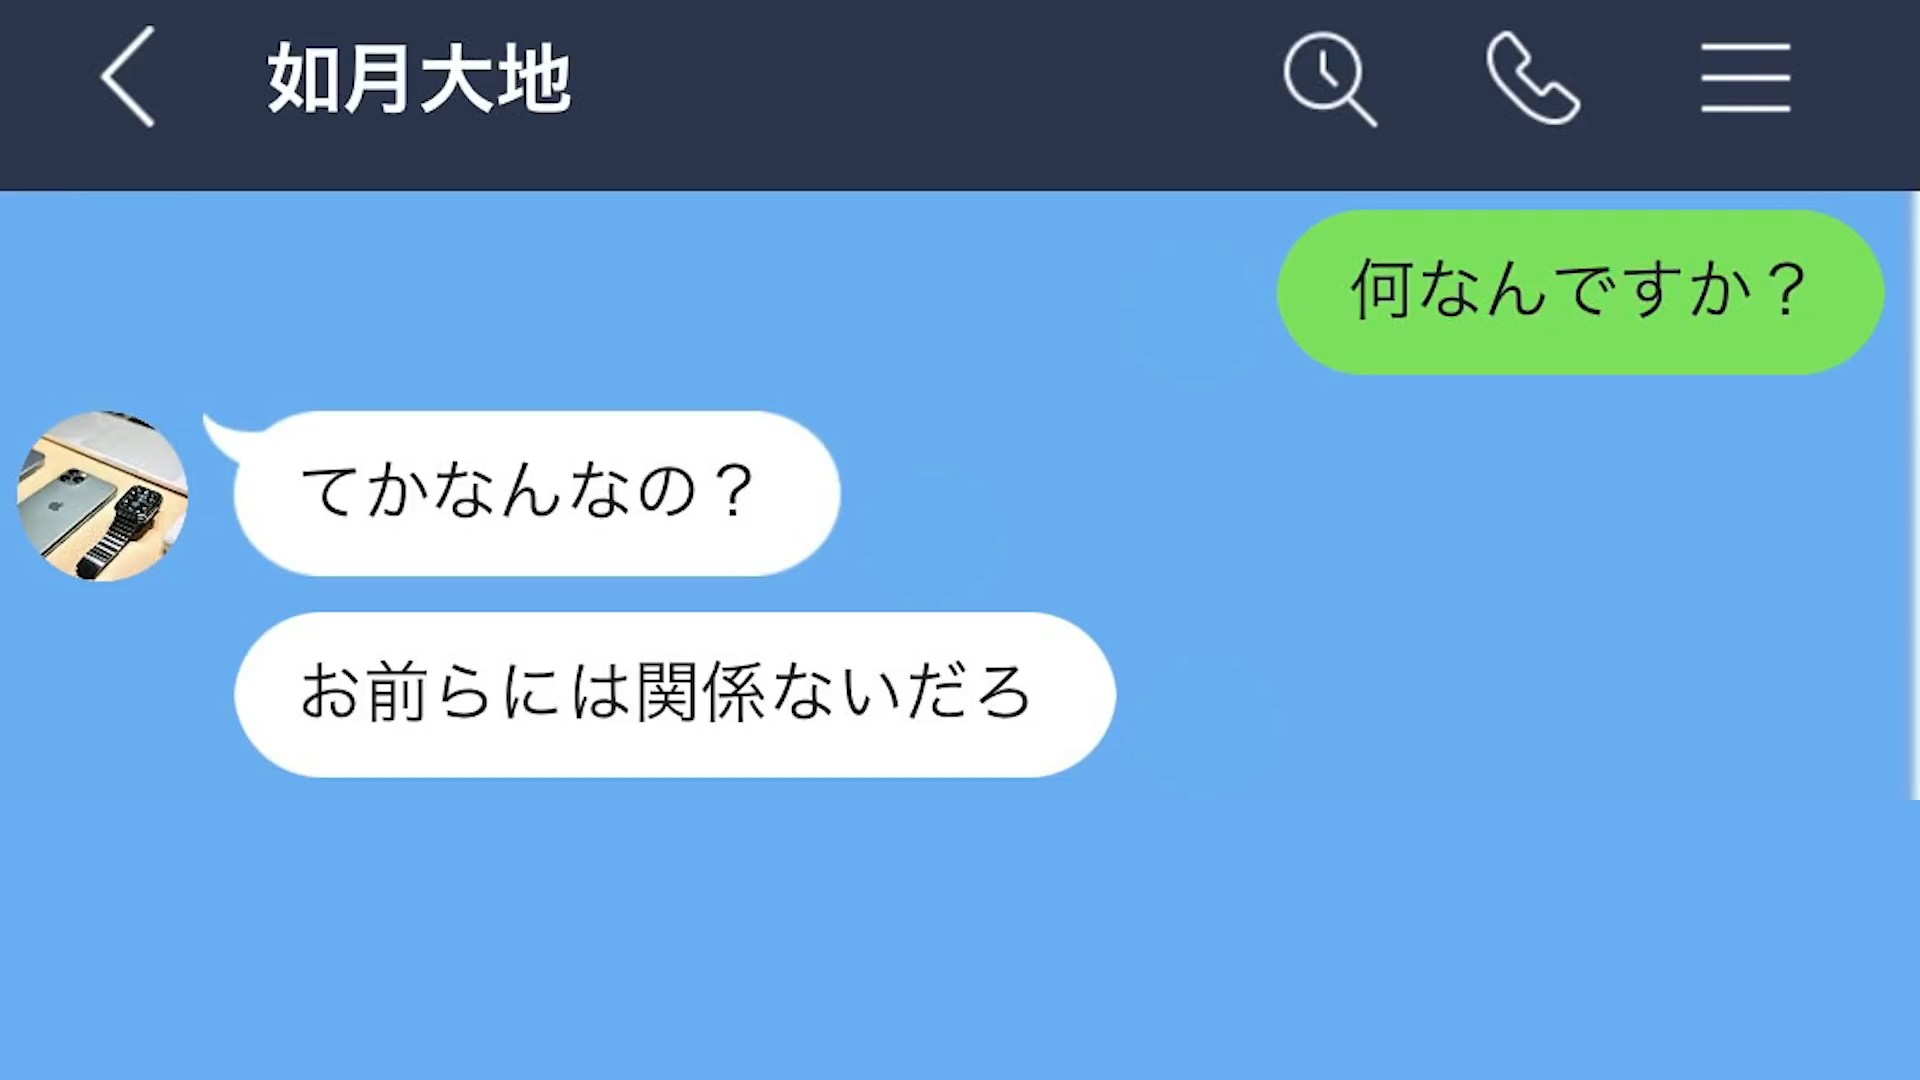 如月大地
何なんですか？
てかなんなの？
お前らには関係ないだろ